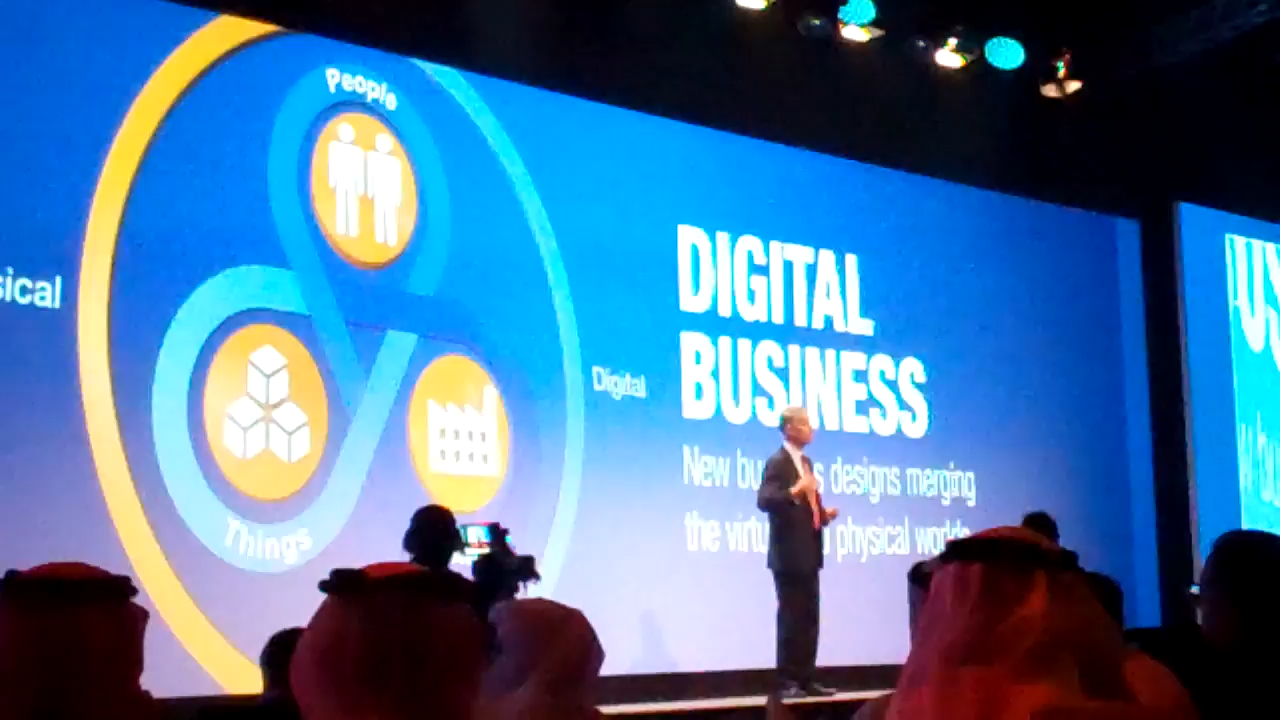 People
sical
Digital
Things
DIGITAL
BUSINESS
New bu s designs merging
the virtu physical worlds